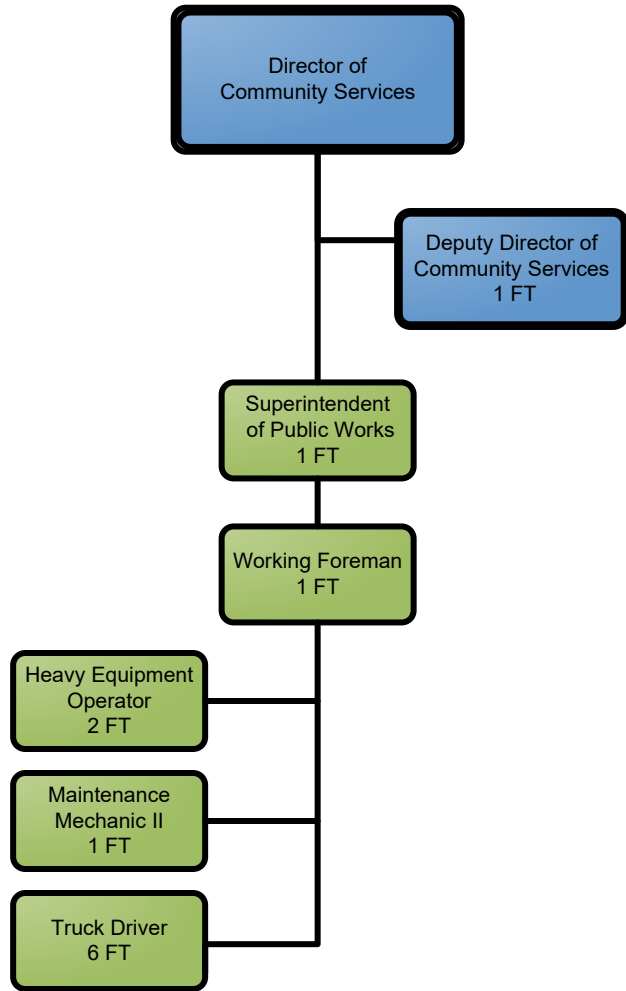 Director of
Community Services
Deputy Director of
Community Services
1 FT
Superintendent
of Public Works
1 FT
Working Foreman
1 FT
Heavy Equipment
Operator
2 FT
Maintenance
Mechanic II
1 FT
Truck Driver
6 FT